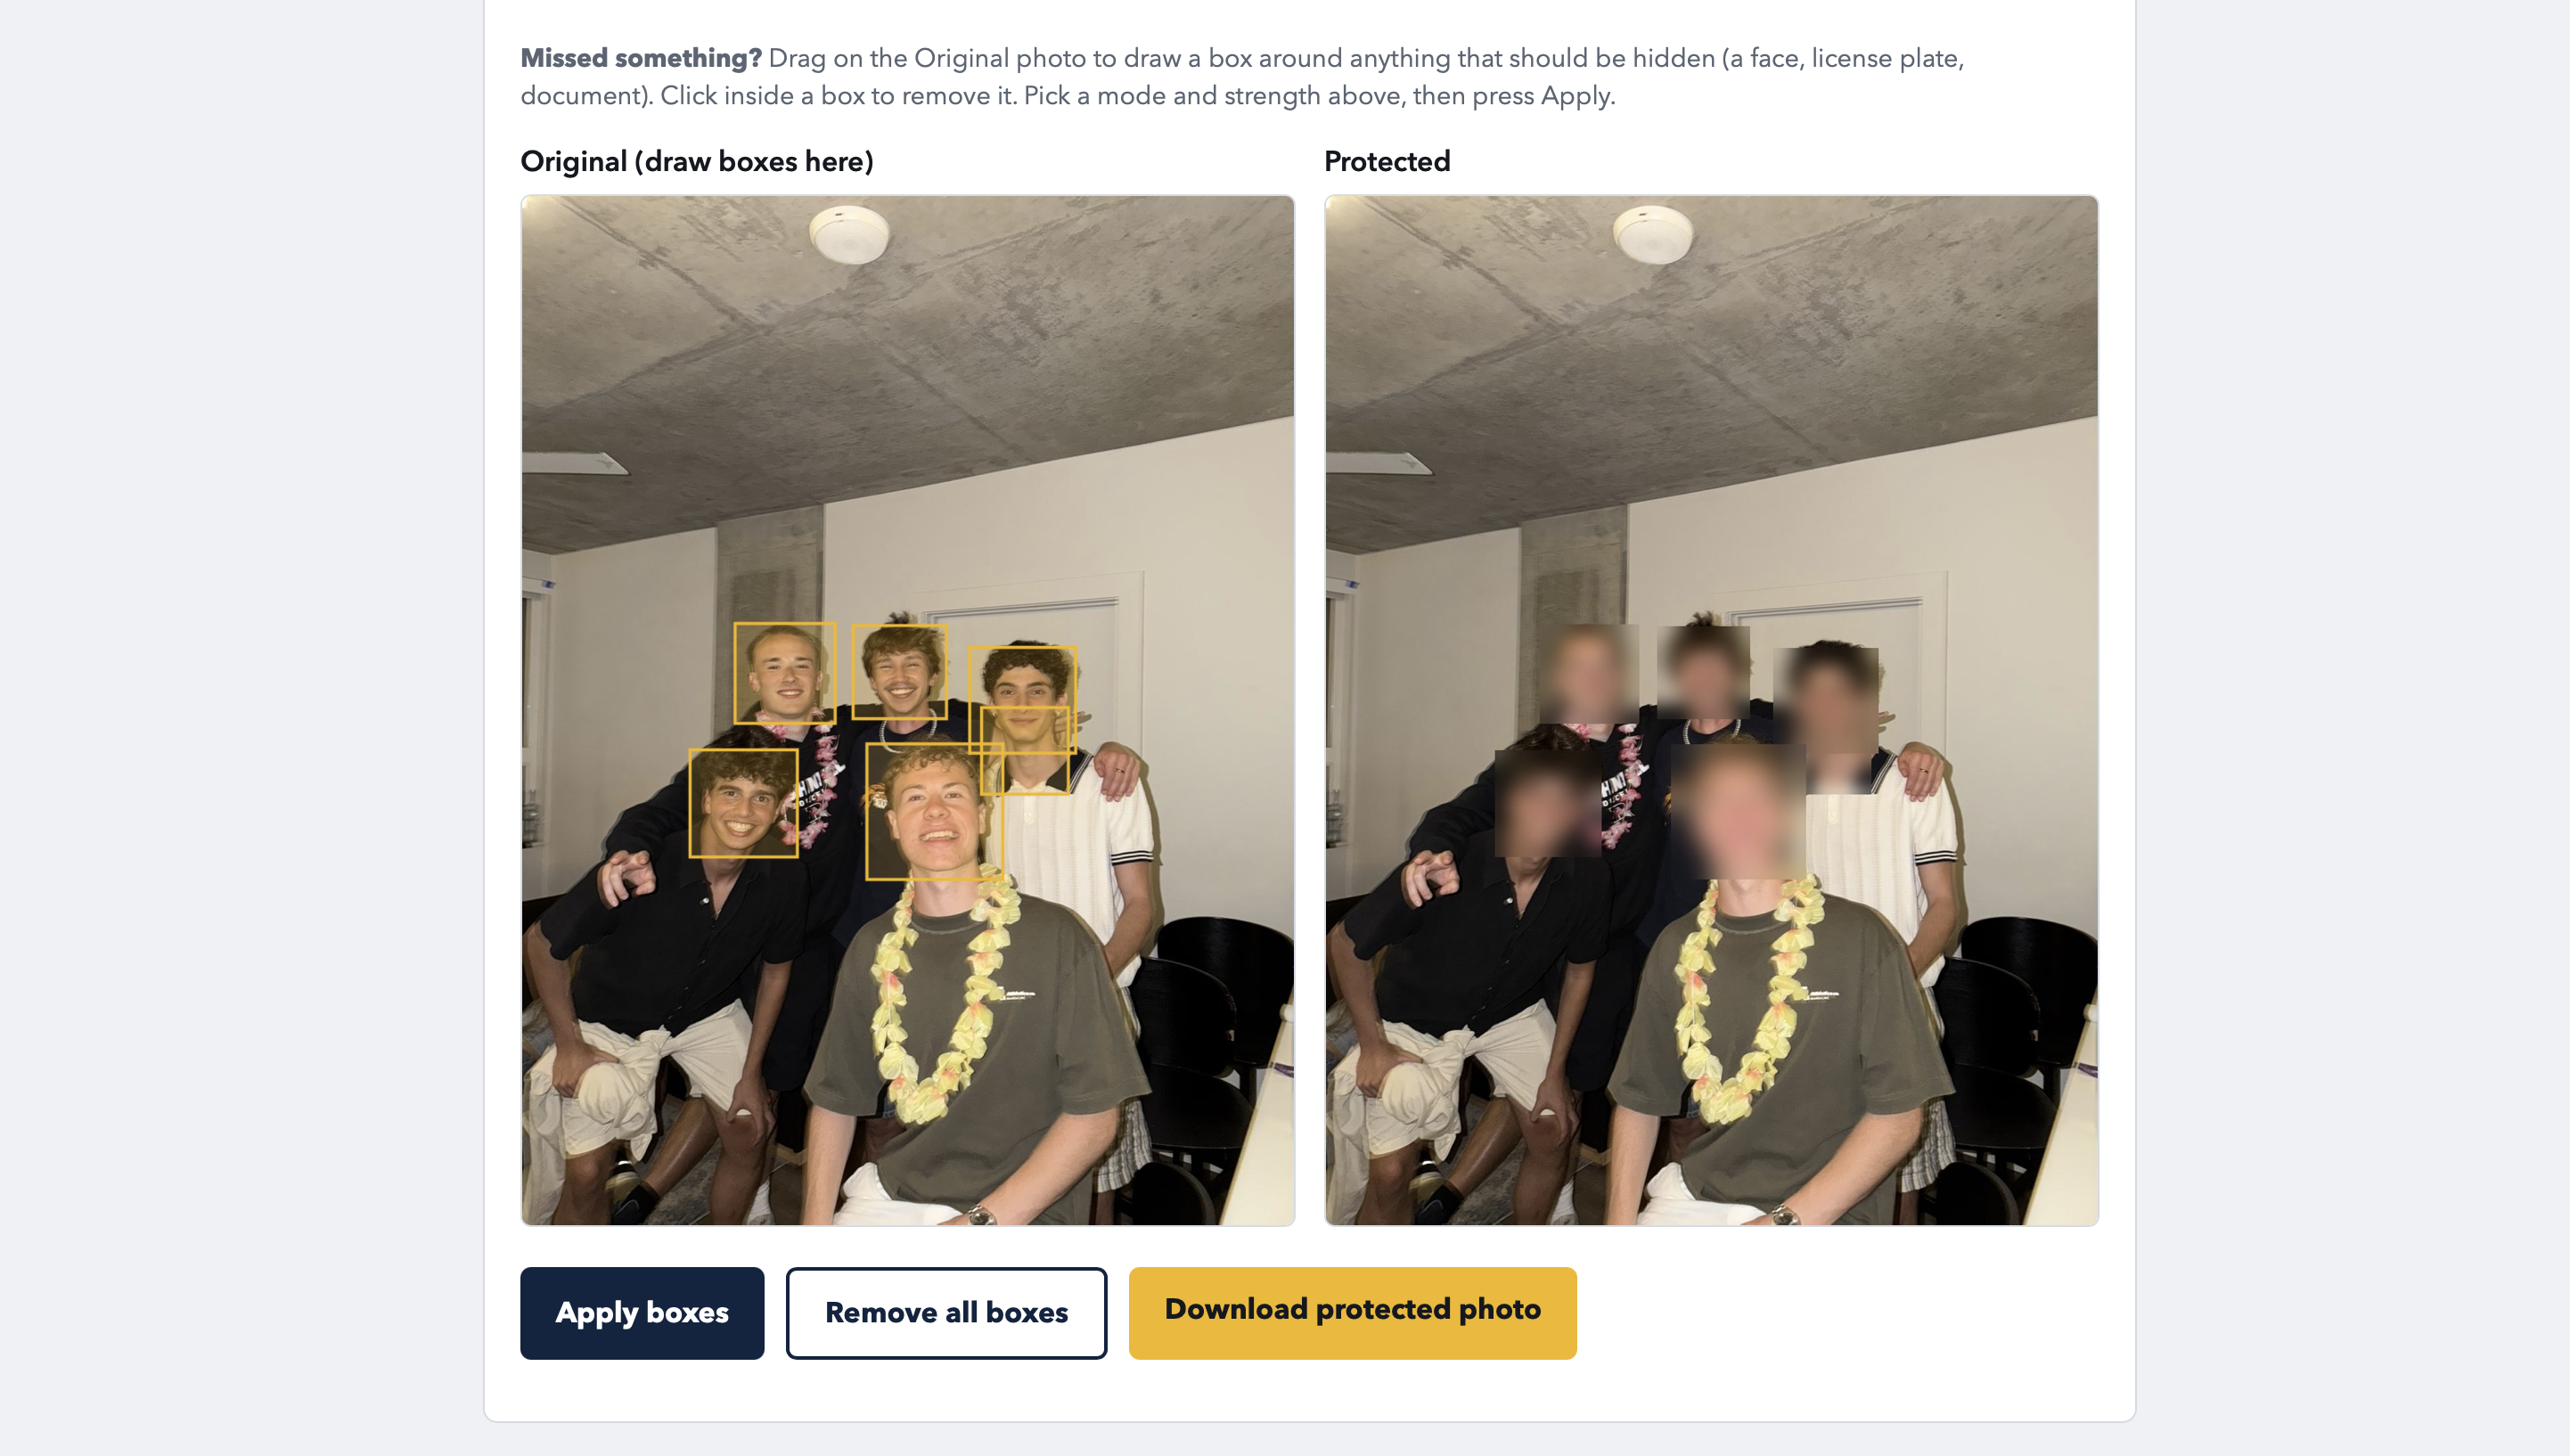 Missed something? Drag on the Original photo to draw a box around anything that should be hidden (a face, license plate,
document). Click inside a box to remove it. Pick a mode and strength above, then press Apply.
Original (draw boxes here)
Protected
Apply boxes
Remove all boxes
Download protected photo